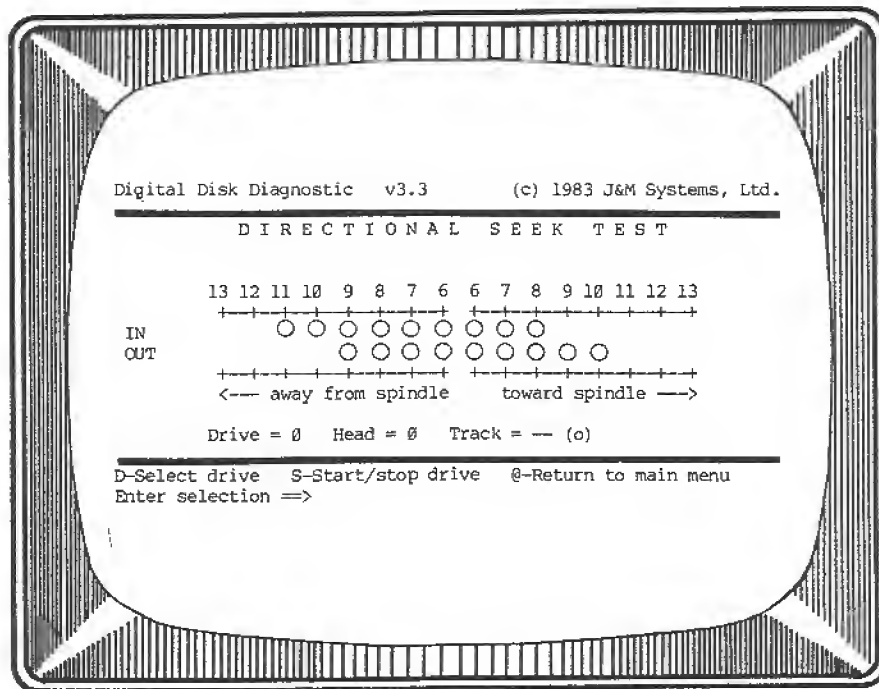 Digital Disk Diagnostic v3.3 (c) 1983 J&M Systems, Ltd.
D I R E C T I O N A L S E E K T E S T
13 12 11 10 9 8 7 6 6 7 8 9 10 11 12 13
+---+---+---+---+---+---+---+ +---+---+---+---+---+---+---+
IN O O O O O O O O O
OUT O O O O O O O O O
+---+---+---+---+---+---+---+ +---+---+---+---+---+---+---+
<--- away from spindle toward spindle --->
Drive = 0 Head = 0 Track = -- (o)
D-Select drive S-Start/stop drive @-Return to main menu
Enter selection ==>